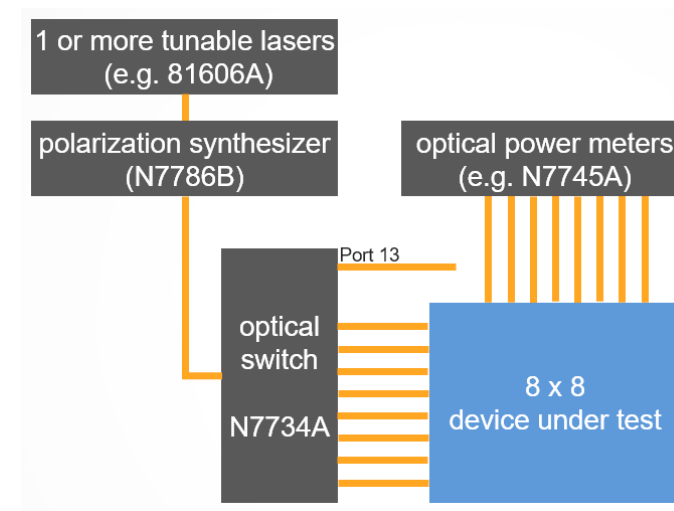 1 or more tunable lasers
(e.g. 81606A)
polarization synthesizer
(N7786B)
optical power meters
(e.g. N7745A)
Port 13
optical
switch
N7734A
8 x 8
device under test